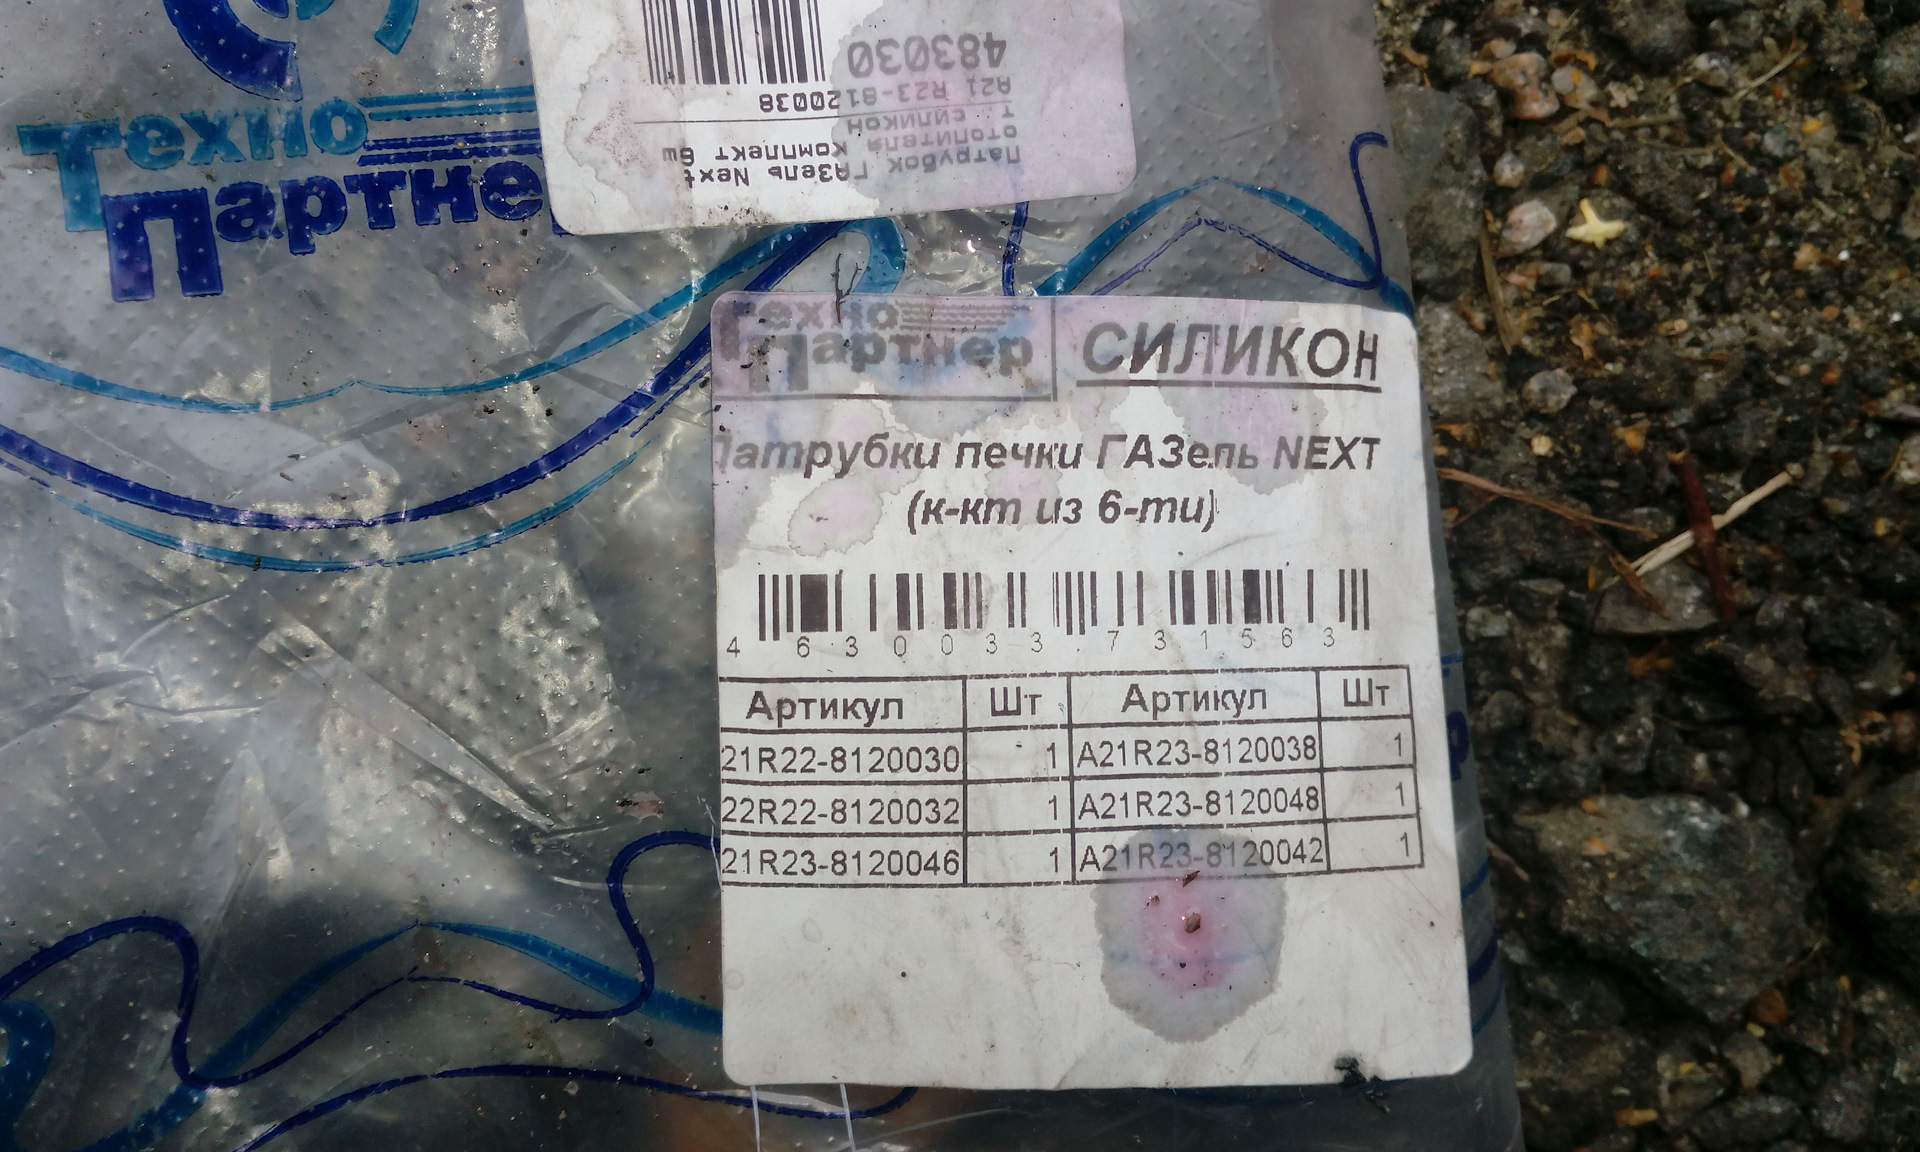 Техно
Партнер
483030
A21 R23-8120038
т силикон
отопителя комплект 6ш
Патрубок ГАЗель Next
Техно
Партнер
СИЛИКОН
Патрубки печки ГАЗель NEXT
(к-кт из 6-ти)
4 630033 731563
Артикул Шт Артикул Шт
21R22-8120030 1 A21R23-8120038 1
22R22-8120032 1 A21R23-8120048 1
21R23-8120046 1 A21R23-8120042 1